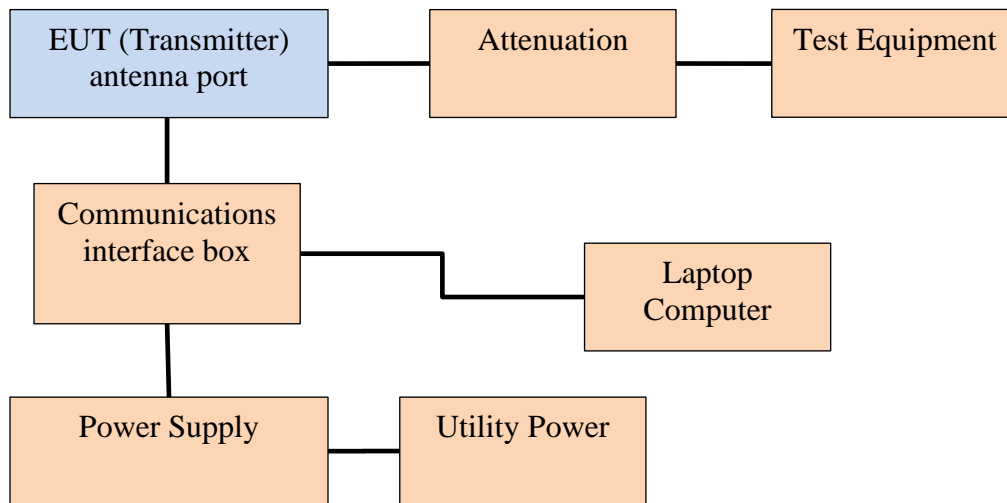 EUT (Transmitter)
antenna port
Attenuation
Test Equipment
Communications
interface box
Laptop
Computer
Power Supply
Utility Power